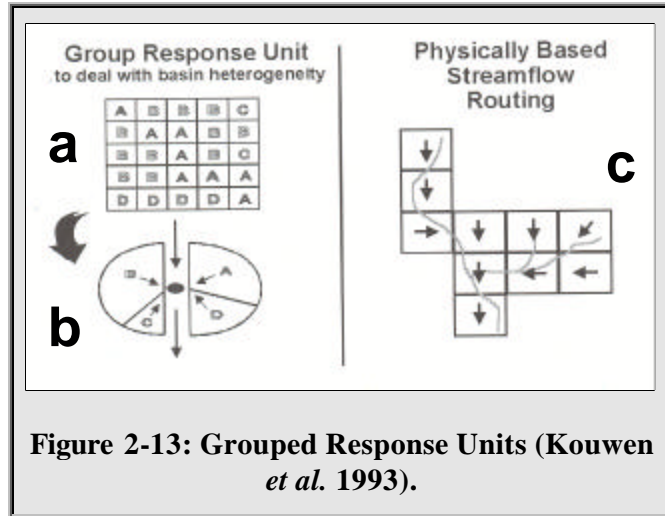 Group Response Unit
to deal with basin heterogeneity
a
A B B B C
B A A B B
B B A B C
B B A A A
D D D D A
b
B A
C D
Physically Based
Streamflow
Routing
c
Figure 2-13: Grouped Response Units (Kouwen
et al. 1993).